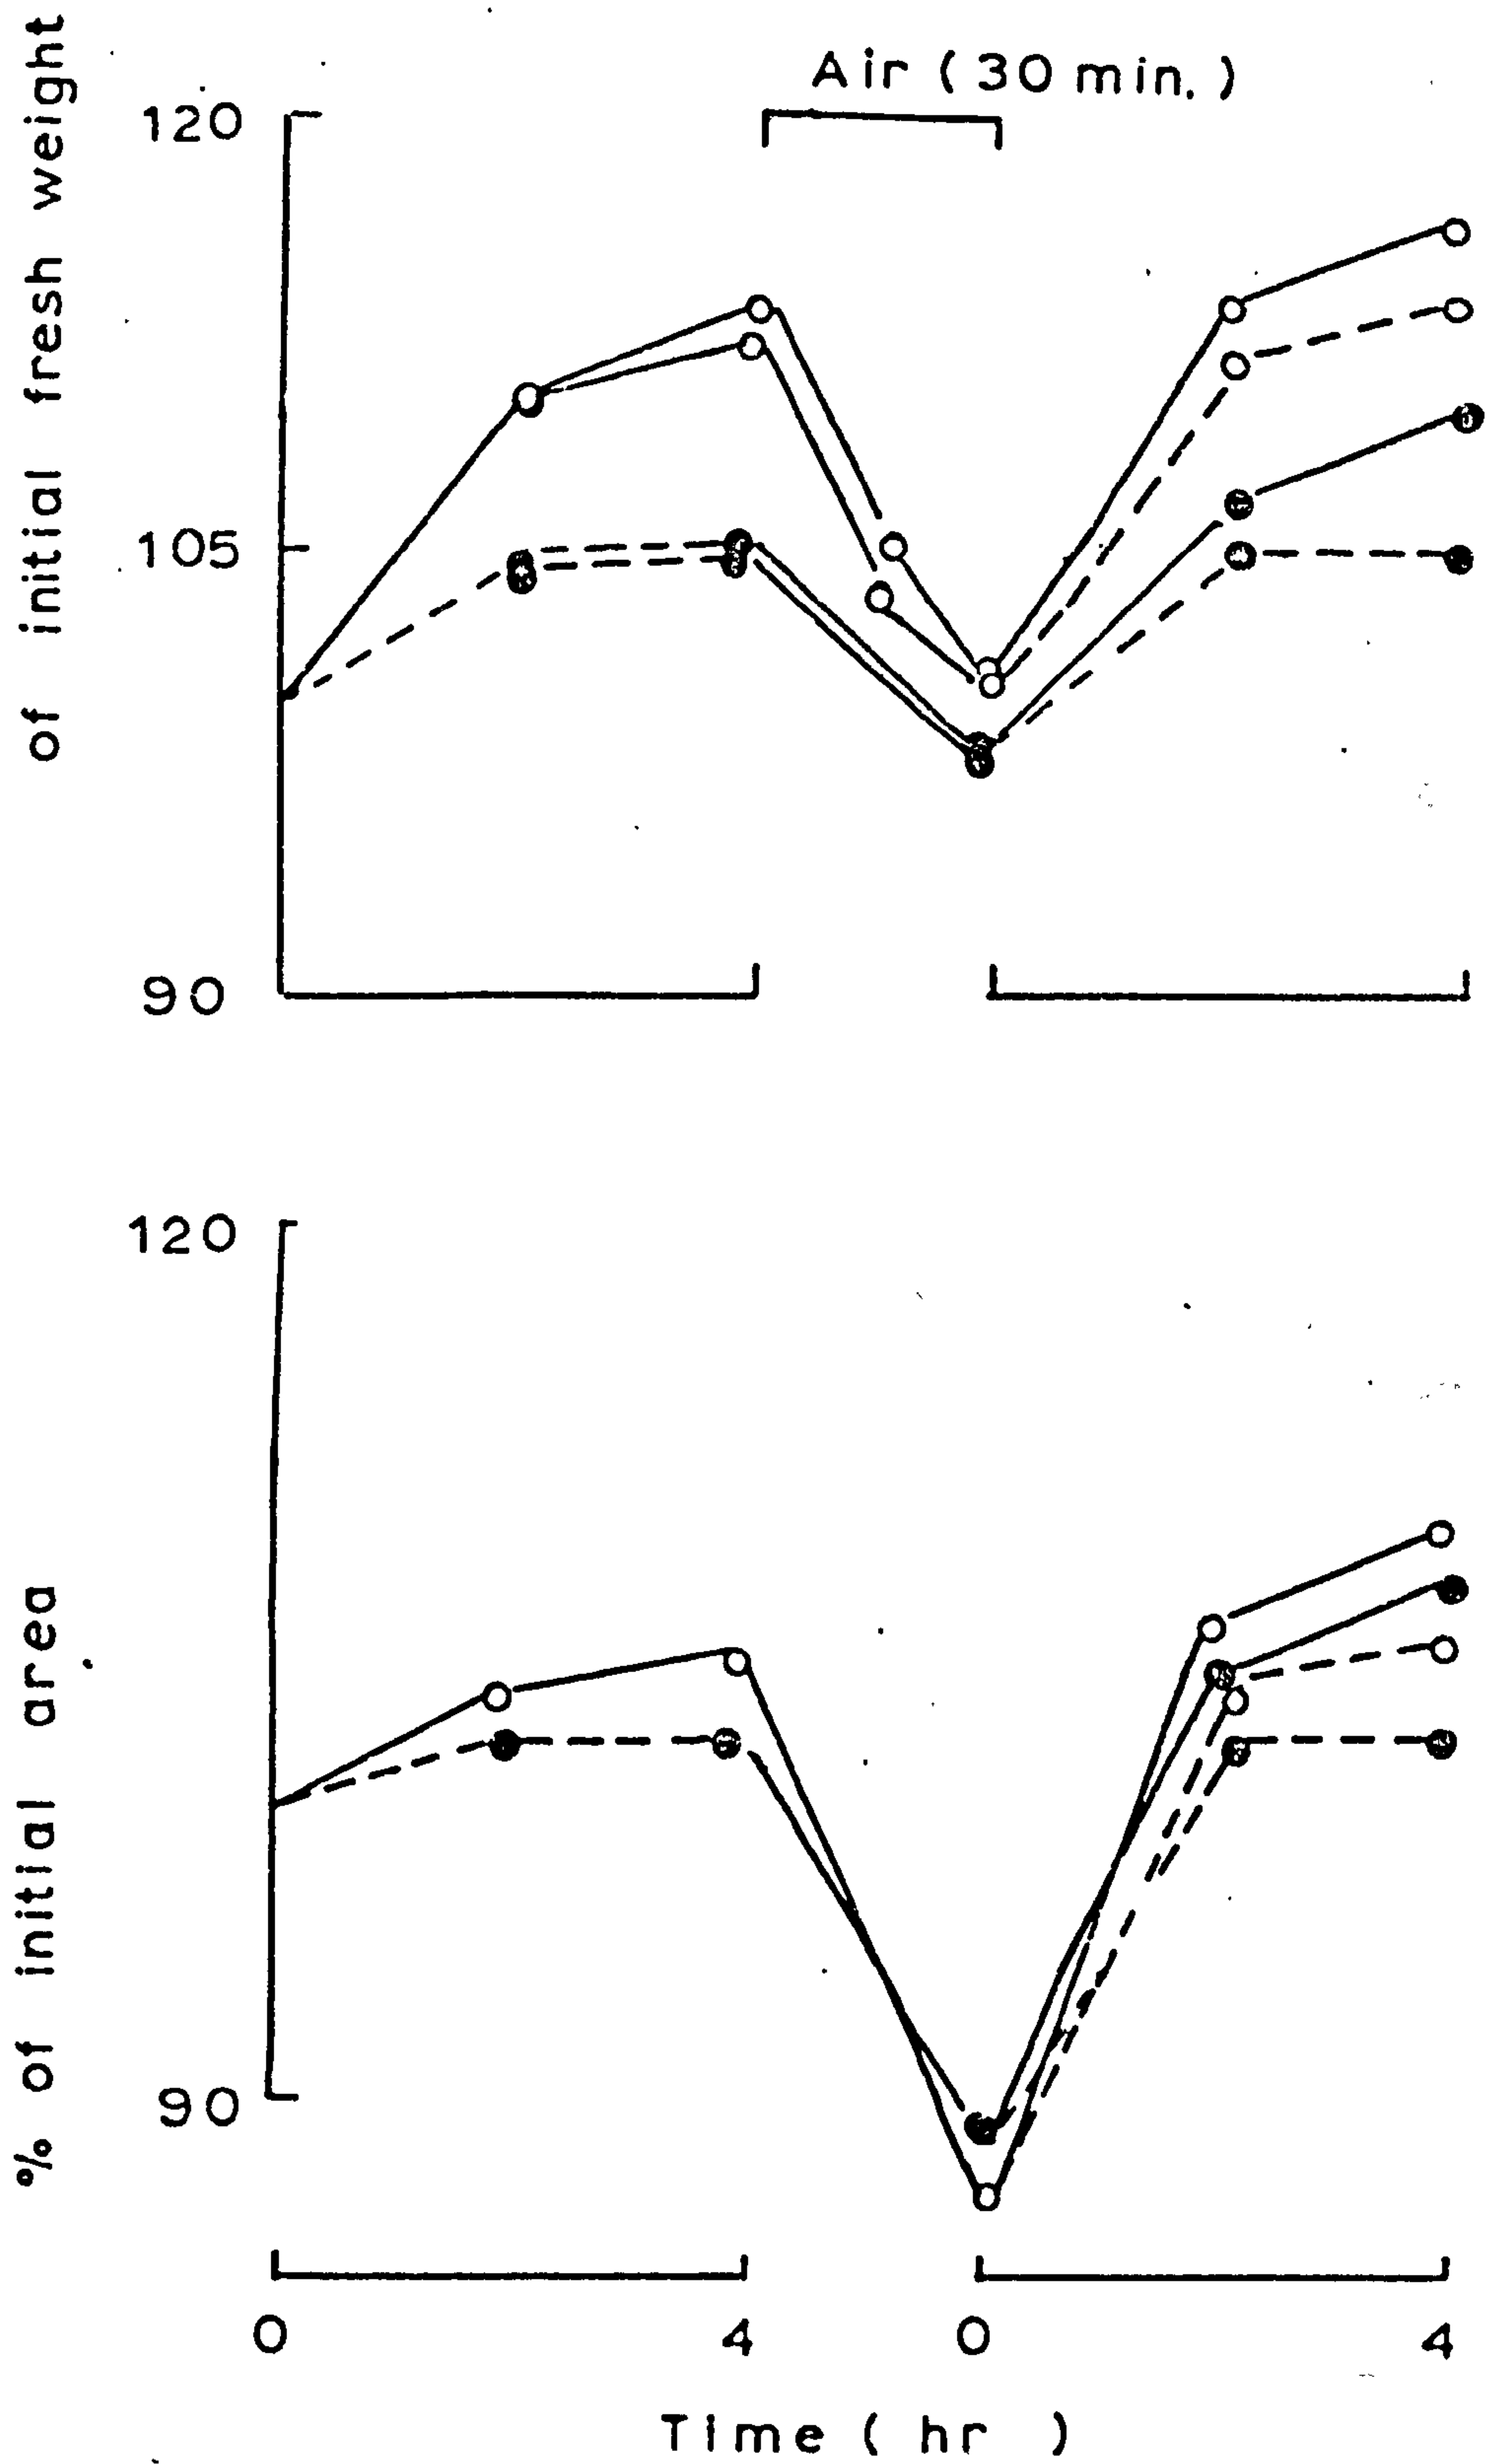 Air (30 min.)
of initial fresh weight
120
105
90
% of initial area
120
90
0 4 0 4
Time ( hr )